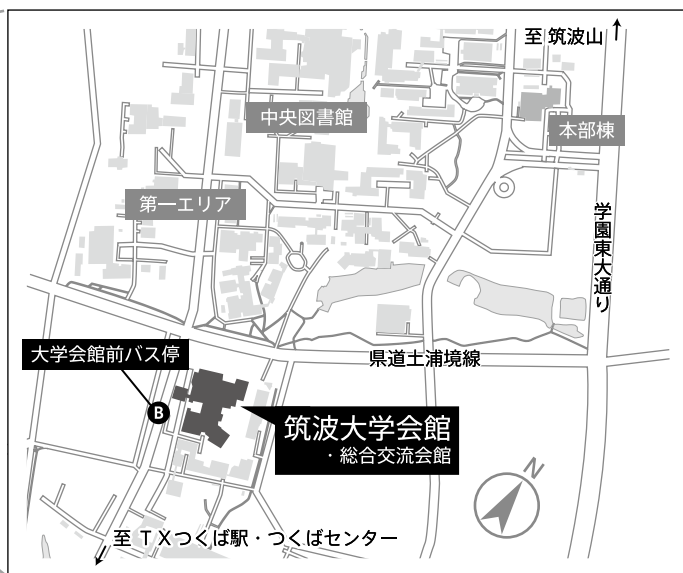 至 筑波山
中央図書館
本部棟
第一エリア
学園東大通り
大学会館前バス停
県道土浦境線
B
筑波大学会館
・総合交流会館
N
至 ＴＸつくば駅・つくばセンター